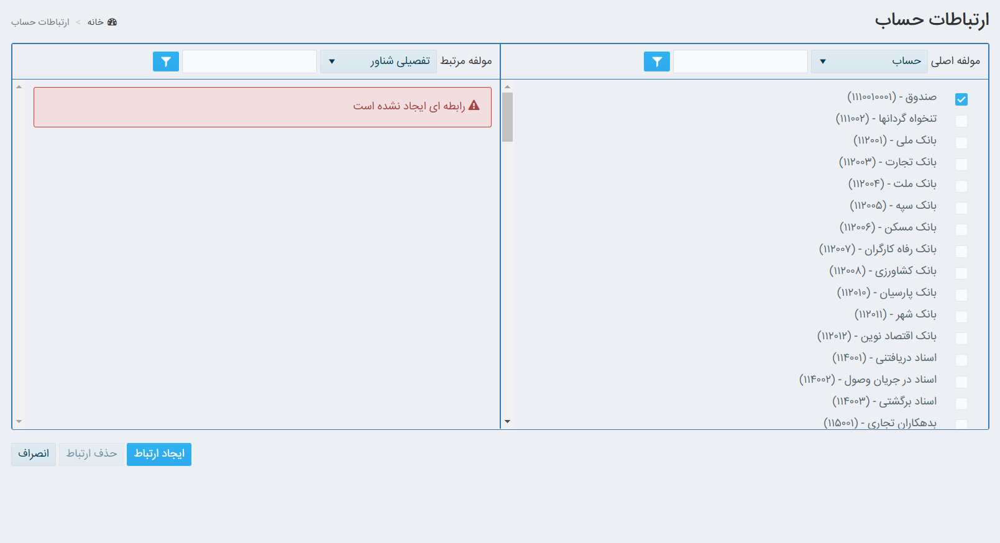 ارتباطات حساب
خانه > ارتباطات حساب
مولفه اصلی حساب
مولفه مرتبط تفصیلی شناور
صندوق - (۱۱۱۰۰۱۰۰۰۱)
تنخواه گردانها - (۱۱۱۰۰۲)
بانک ملی - (۱۱۲۰۰۱)
بانک تجارت - (۱۱۲۰۰۳)
بانک ملت - (۱۱۲۰۰۴)
بانک سپه - (۱۱۲۰۰۵)
بانک مسکن - (۱۱۲۰۰۶)
بانک رفاه کارگران - (۱۱۲۰۰۷)
بانک کشاورزی - (۱۱۲۰۰۸)
بانک پارسیان - (۱۱۲۰۱۰)
بانک شهر - (۱۱۲۰۱۱)
بانک اقتصاد نوین - (۱۱۲۰۱۲)
اسناد دریافتنی - (۱۱۴۰۰۱)
اسناد در جریان وصول - (۱۱۴۰۰۲)
اسناد برگشتی - (۱۱۴۰۰۳)
بدهکاران تجاری - (۱۱۵۰۰۱)
رابطه ای ایجاد نشده است
ایجاد ارتباط
حذف ارتباط
انصراف